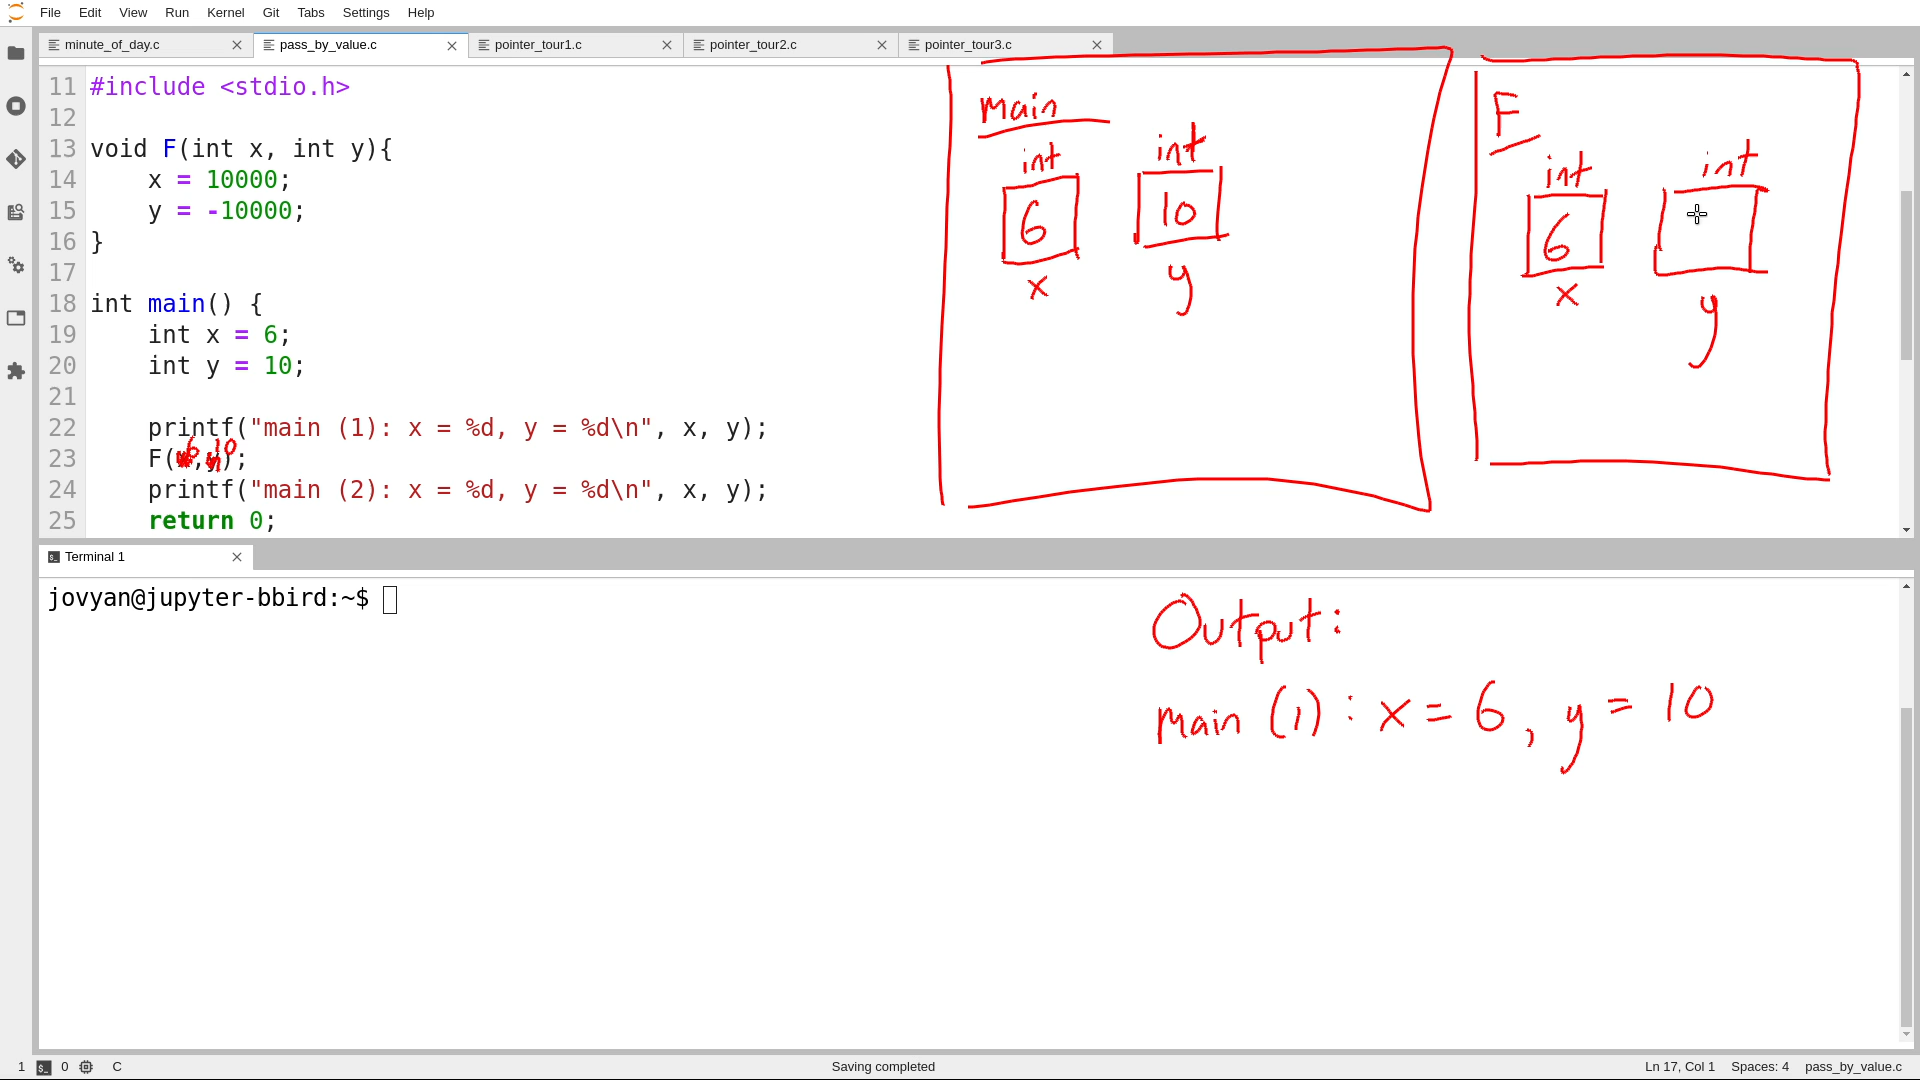 File Edit View Run Kernel Git Tabs Settings Help
minute_of_day.c pass_by_value.c pointer_tour1.c pointer_tour2.c pointer_tour3.c
11 #include <stdio.h>
12
13 void F(int x, int y){
14     x = 10000;
15     y = -10000;
16 }
17
18 int main() {
19     int x = 6;
20     int y = 10;
21
22     printf("main (1): x = %d, y = %d\n", x, y);
6 10
23     F(x,y);
24     printf("main (2): x = %d, y = %d\n", x, y);
25     return 0;
main
int int
6 10
x y
F
int int
6
x y
Terminal 1
jovyan@jupyter-bbird:~$
Output:
main (1): x = 6, y = 10
1 $_ 0 C Saving completed Ln 17, Col 1 Spaces: 4 pass_by_value.c